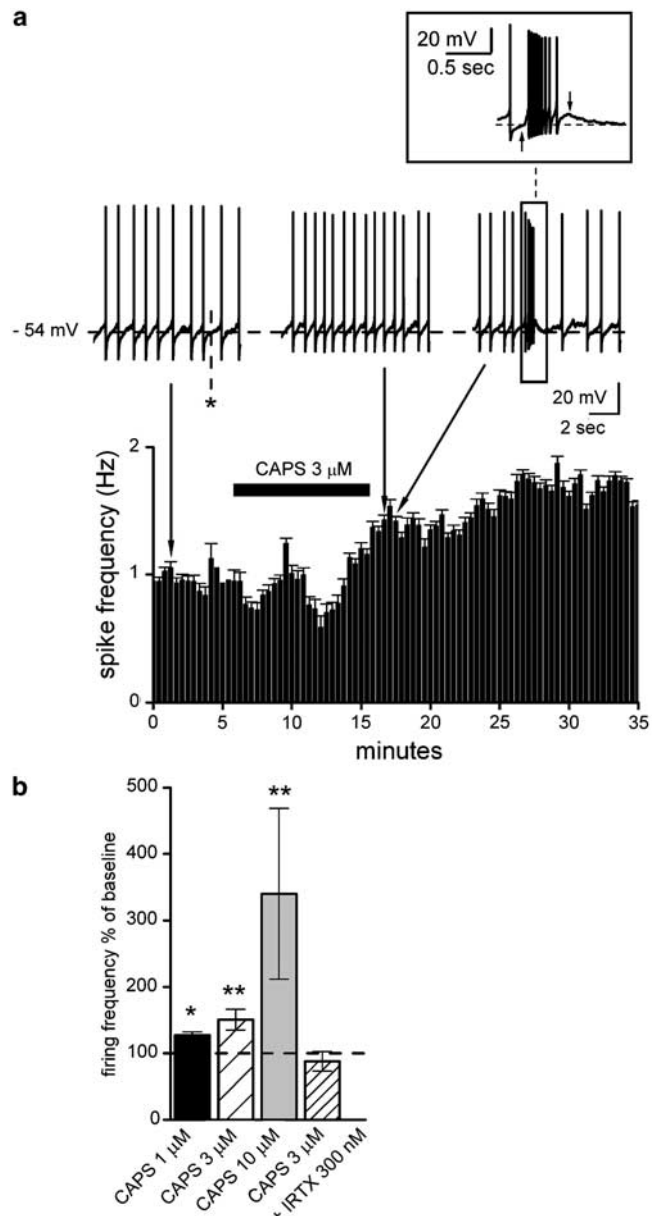 a
20 mV
0.5 sec
- 54 mV
*
20 mV
2 sec
CAPS 3 μM
spike frequency (Hz)
2
1
0
0 5 10 15 20 25 30 35
minutes
b
firing frequency % of baseline
500
400
300
200
100
0
*
**
**
CAPS 1 μM
CAPS 3 μM
CAPS 10 μM
CAPS 3 μM
+ IRTX 300 nM